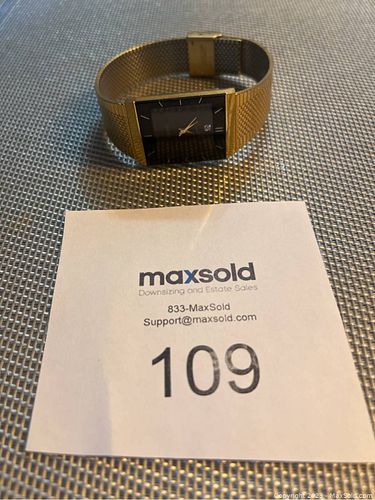 maxsold
Downsizing and Estate Sales
833-MaxSold
Support@maxsold.com
109
Copyright 2023 - MaxSold.com